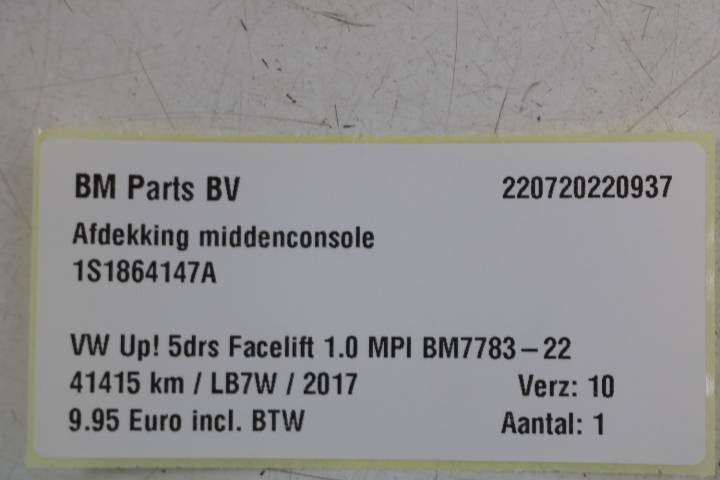 BM Parts BV 220720220937
Afdekking middenconsole
1S1864147A
VW Up! 5drs Facelift 1.0 MPI BM7783-22
41415 km / LB7W / 2017 Verz: 10
9.95 Euro incl. BTW Aantal: 1